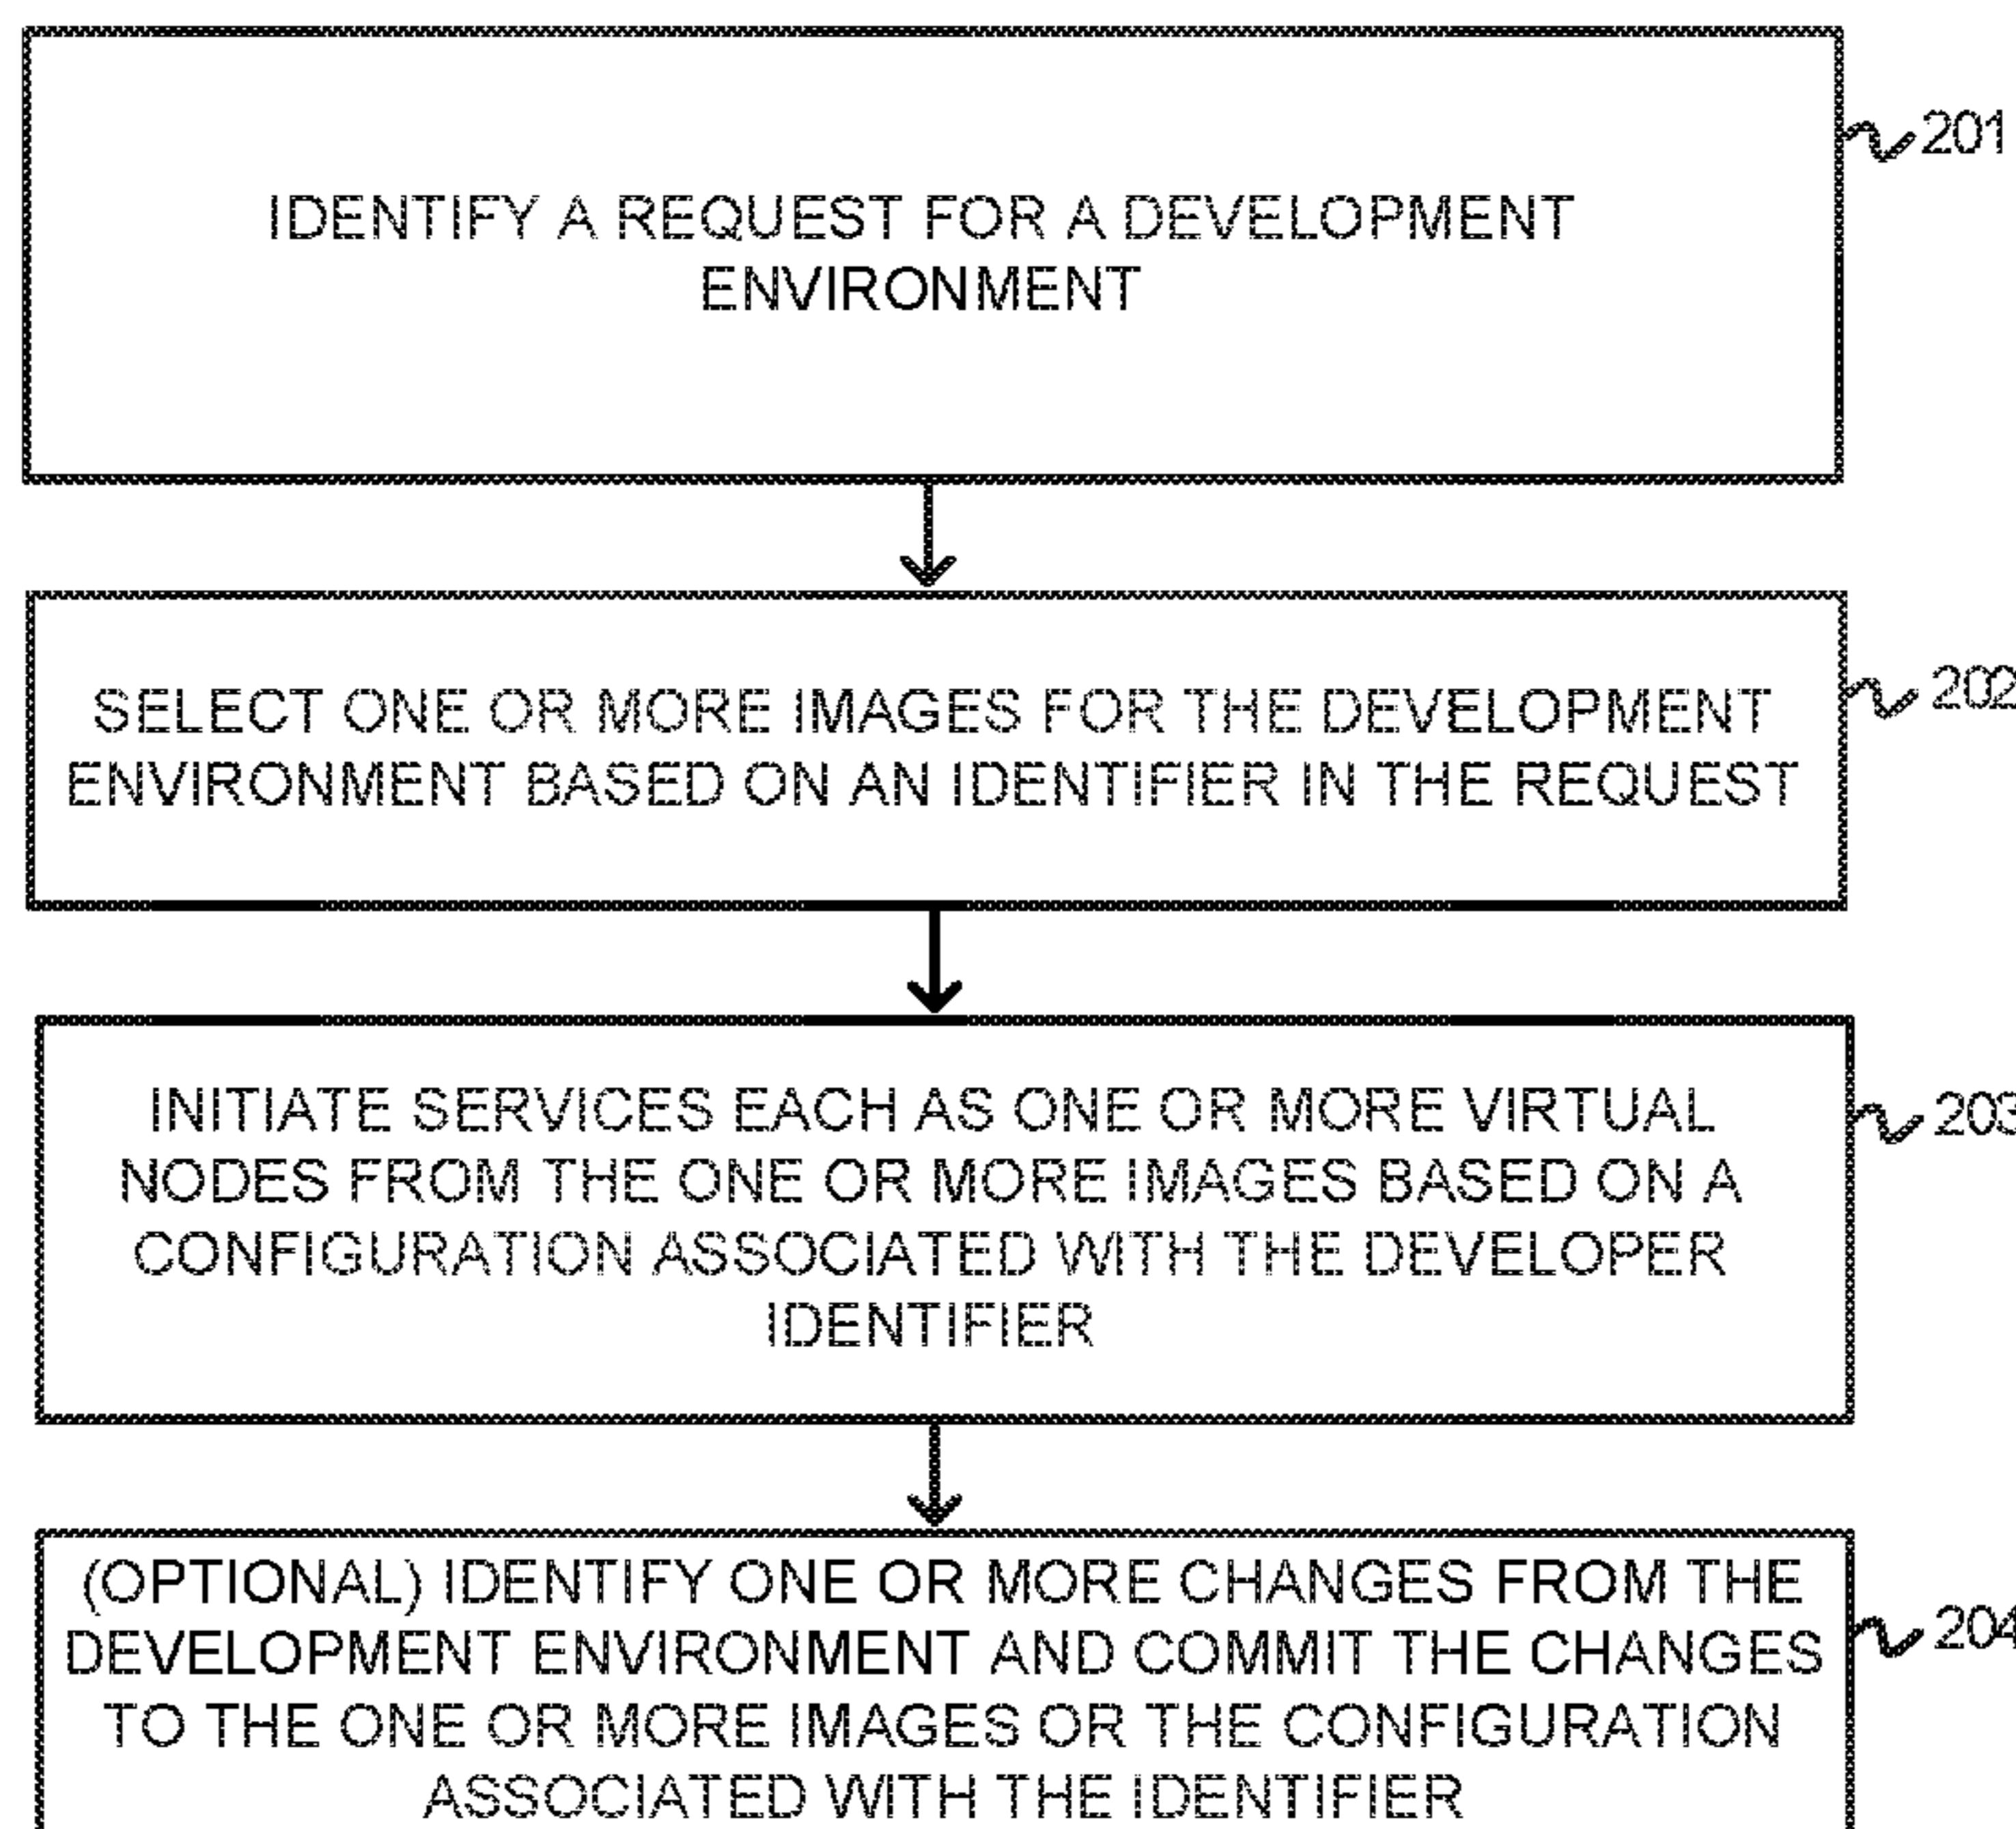 IDENTIFY A REQUEST FOR A DEVELOPMENT
ENVIRONMENT
201
SELECT ONE OR MORE IMAGES FOR THE DEVELOPMENT
ENVIRONMENT BASED ON AN IDENTIFIER IN THE REQUEST
202
INITIATE SERVICES EACH AS ONE OR MORE VIRTUAL
NODES FROM THE ONE OR MORE IMAGES BASED ON A
CONFIGURATION ASSOCIATED WITH THE DEVELOPER
IDENTIFIER
203
(OPTIONAL) IDENTIFY ONE OR MORE CHANGES FROM THE
DEVELOPMENT ENVIRONMENT AND COMMIT THE CHANGES
TO THE ONE OR MORE IMAGES OR THE CONFIGURATION
ASSOCIATED WITH THE IDENTIFIER
204